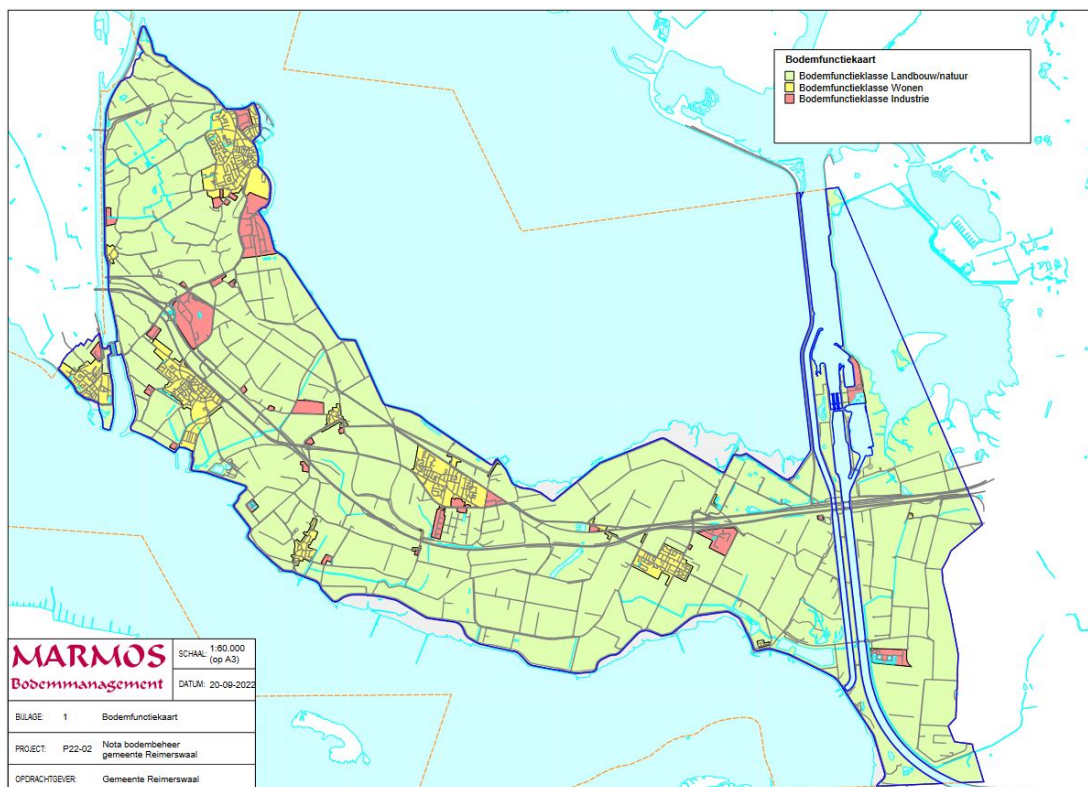 Bodemfunctiekaart
Bodemfunctieklasse Landbouw/natuur
Bodemfunctieklasse Wonen
Bodemfunctieklasse Industrie
MARMOS
Bodemmanagement
SCHAAL: 1:60.000
(op A3)
DATUM: 20-09-2022
BIJLAGE: 1 Bodemfunctiekaart
PROJECT: P22-02 Nota bodembeheer
gemeente Reimerswaal
OPDRACHTGEVER: Gemeente Reimerswaal